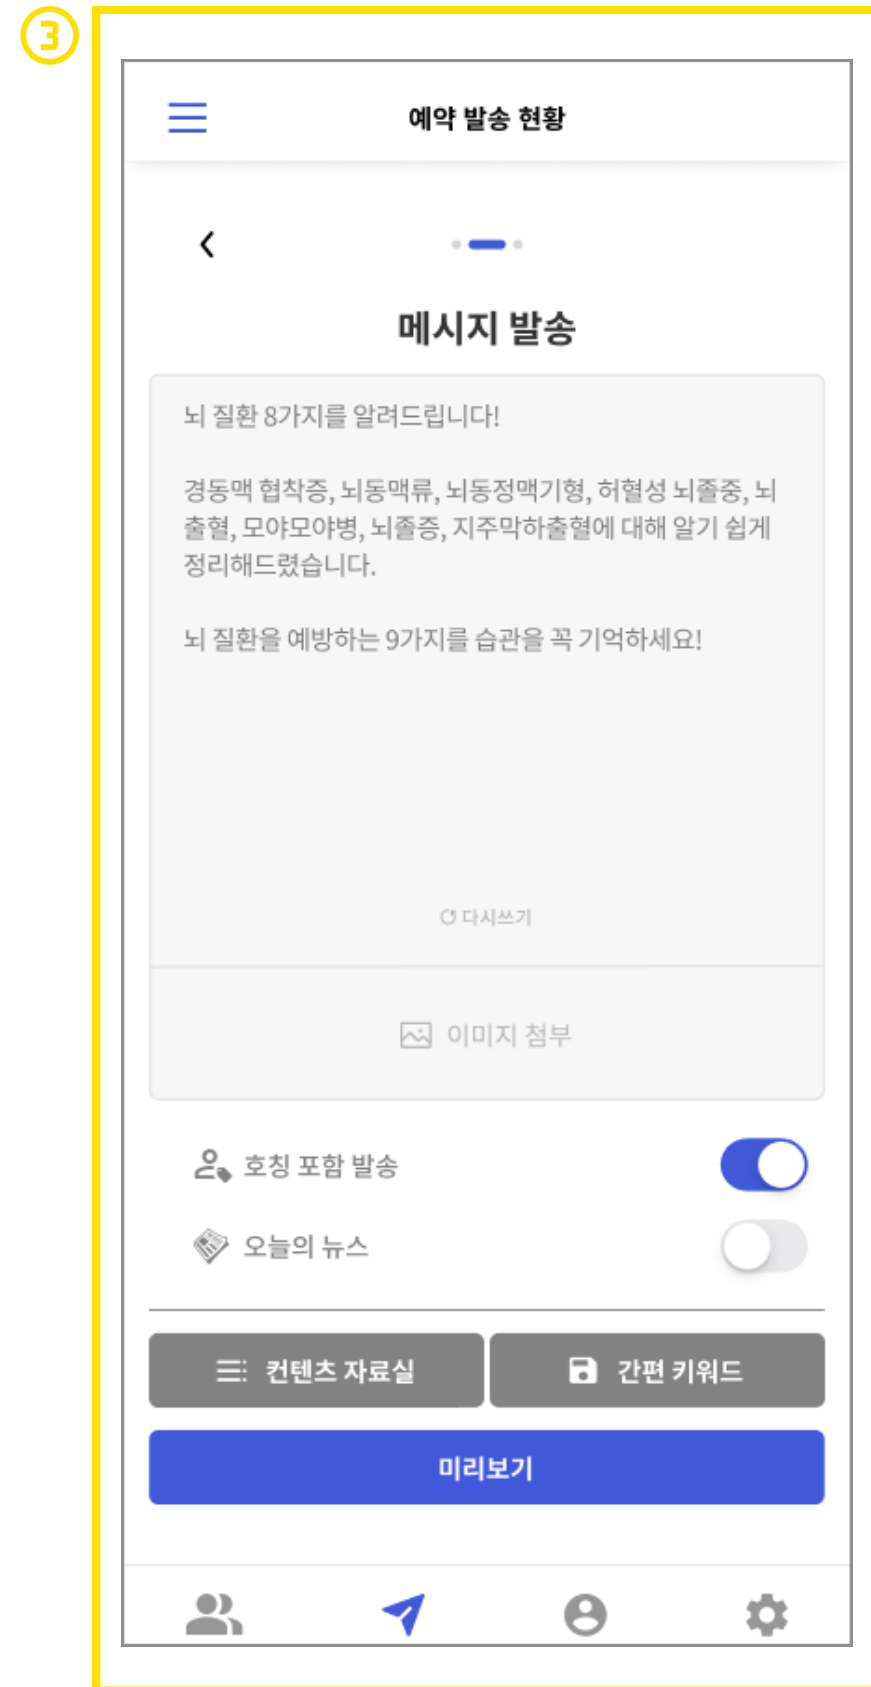 3
예약 발송 현황
메시지 발송
뇌 질환 8가지를 알려드립니다!
경동맥 협착증, 뇌동맥류, 뇌동정맥기형, 허혈성 뇌졸중, 뇌
출혈, 모야모야병, 뇌졸증, 지주막하출혈에 대해 알기 쉽게
정리해드렸습니다.
뇌 질환을 예방하는 9가지를 습관을 꼭 기억하세요!
다시쓰기
이미지 첨부
호칭 포함 발송
오늘의 뉴스
컨텐츠 자료실
간편 키워드
미리보기